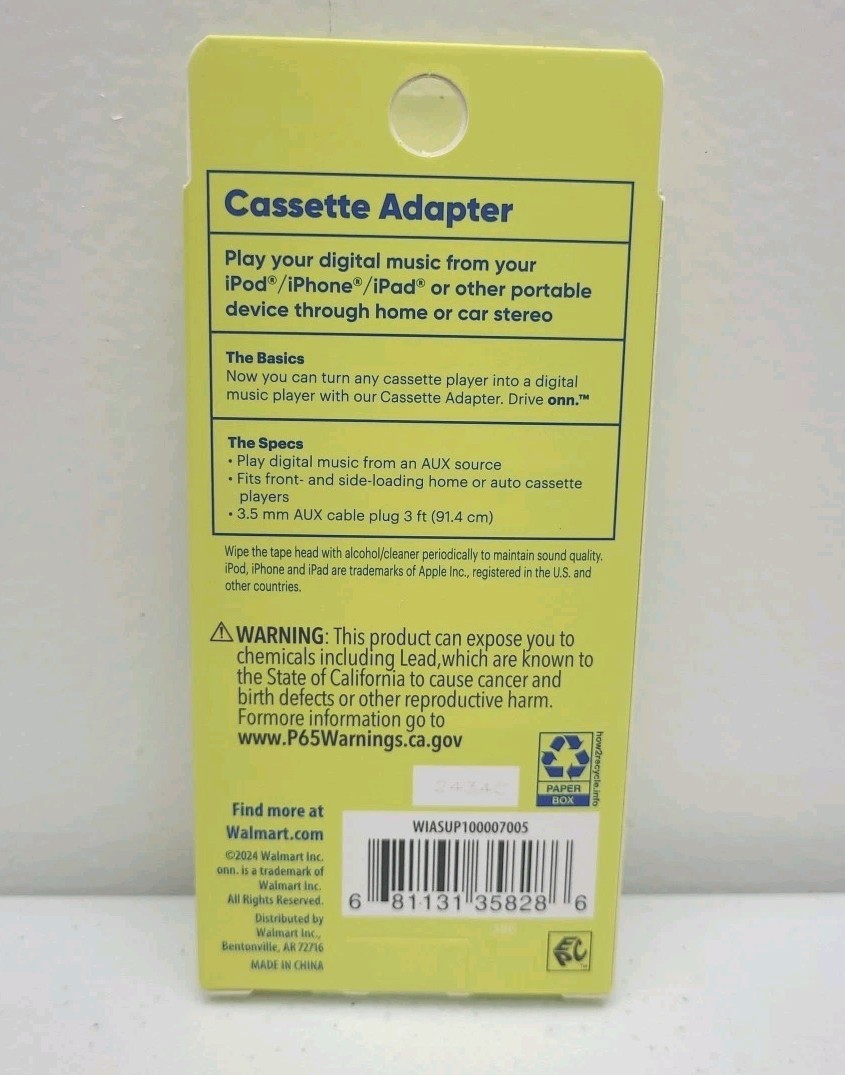 Cassette Adapter
Play your digital music from your
iPod®/iPhone®/iPad® or other portable
device through home or car stereo
The Basics
Now you can turn any cassette player into a digital
music player with our Cassette Adapter. Drive onn.™
The Specs
• Play digital music from an AUX source
• Fits front- and side-loading home or auto cassette
players
• 3.5 mm AUX cable plug 3 ft (91.4 cm)
Wipe the tape head with alcohol/cleaner periodically to maintain sound quality.
iPod, iPhone and iPad are trademarks of Apple Inc., registered in the U.S. and
other countries.
⚠ WARNING: This product can expose you to
chemicals including Lead,which are known to
the State of California to cause cancer and
birth defects or other reproductive harm.
Formore information go to
www.P65Warnings.ca.gov
how2recycle.info
PAPER
BOX
Find more at
Walmart.com
©2024 Walmart Inc.
onn. is a trademark of
Walmart Inc.
All Rights Reserved.
Distributed by
Walmart Inc.,
Bentonville, AR 72716
MADE IN CHINA
WIASUP100007005
6 81131 35828 6
EPC